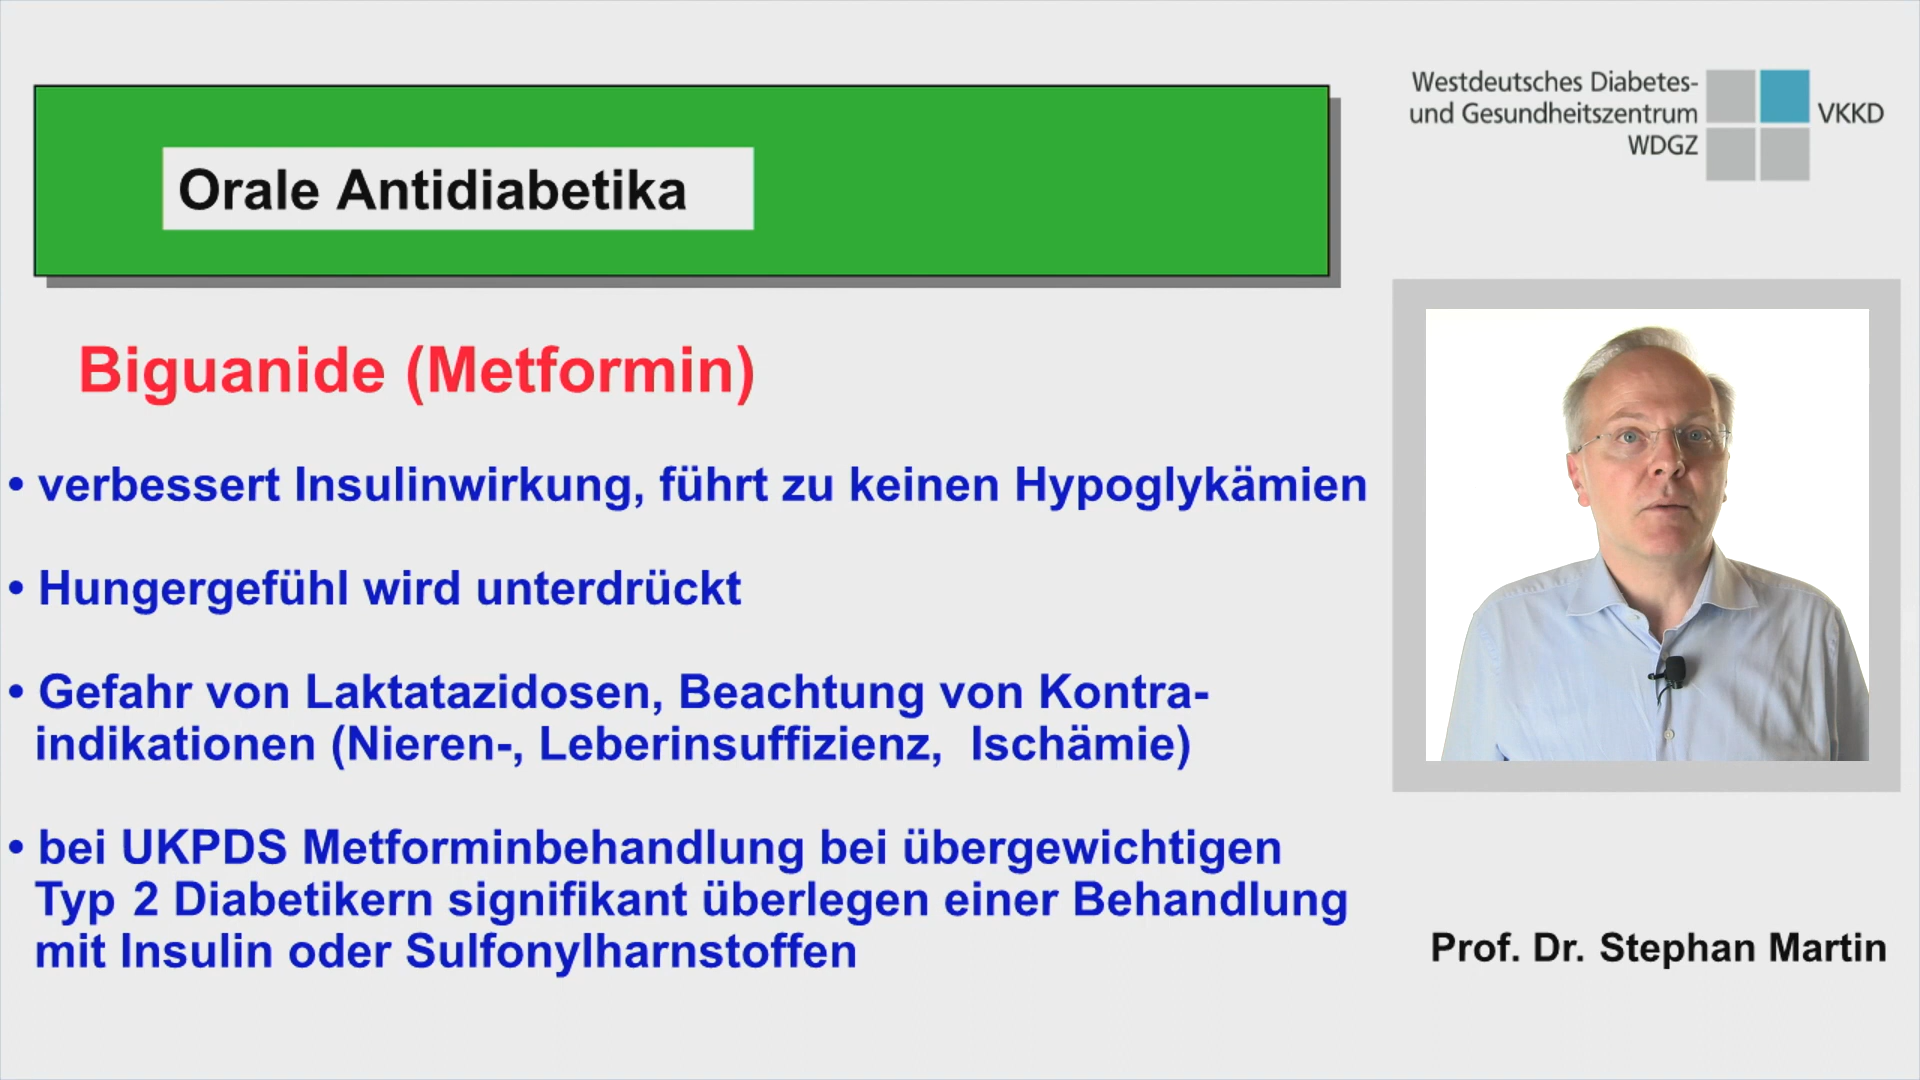 Westdeutsches Diabetes-
und Gesundheitszentrum
WDGZ
VKKD
Orale Antidiabetika
Biguanide (Metformin)
• verbessert Insulinwirkung, führt zu keinen Hypoglykämien
• Hungergefühl wird unterdrückt
• Gefahr von Laktatazidosen, Beachtung von Kontra-
indikationen (Nieren-, Leberinsuffizienz, Ischämie)
• bei UKPDS Metforminbehandlung bei übergewichtigen
Typ 2 Diabetikern signifikant überlegen einer Behandlung
mit Insulin oder Sulfonylharnstoffen
Prof. Dr. Stephan Martin